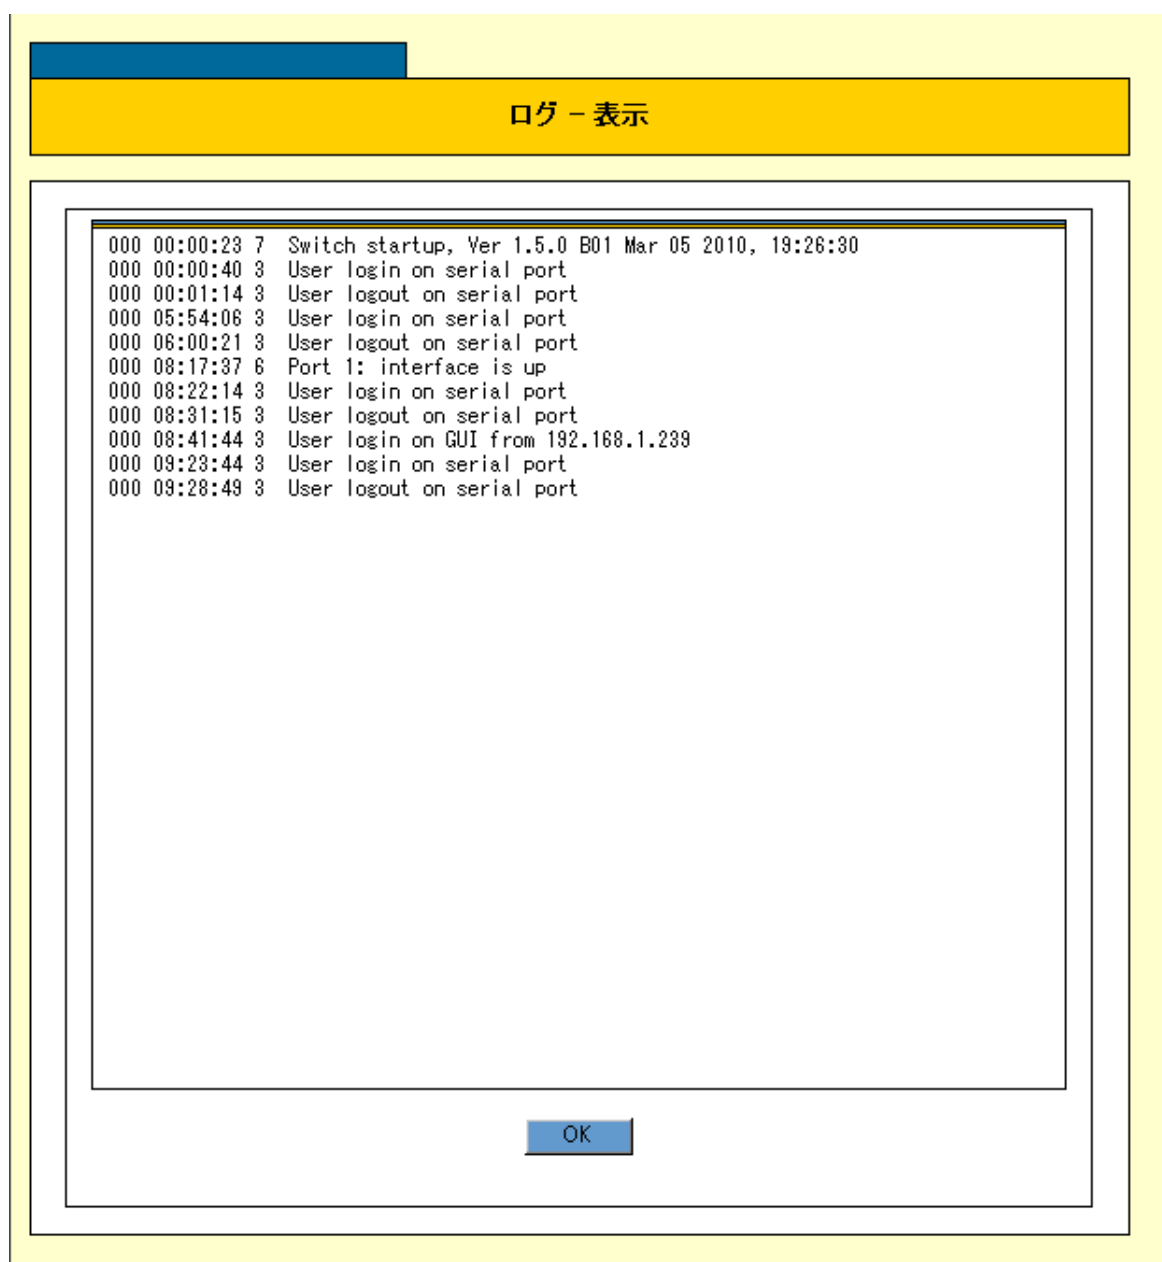 ログ − 表示
000 00:00:23 7  Switch startup, Ver 1.5.0 B01 Mar 05 2010, 19:26:30
000 00:00:40 3  User login on serial port
000 00:01:14 3  User logout on serial port
000 05:54:06 3  User login on serial port
000 06:00:21 3  User logout on serial port
000 08:17:37 6  Port 1: interface is up
000 08:22:14 3  User login on serial port
000 08:31:15 3  User logout on serial port
000 08:41:44 3  User login on GUI from 192.168.1.239
000 09:23:44 3  User login on serial port
000 09:28:49 3  User logout on serial port
OK